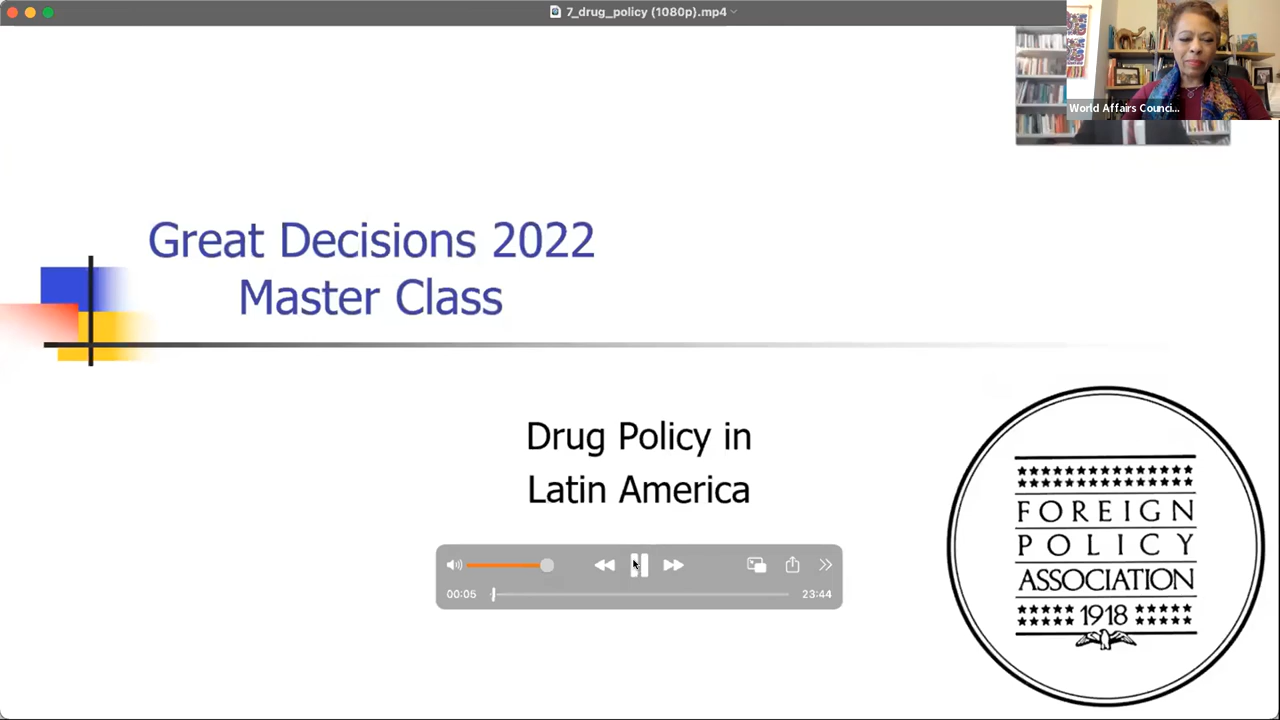 7_drug_policy (1080p).mp4
World Affairs Counci...
Great Decisions 2022
Master Class
Drug Policy in
Latin America
FOREIGN
POLICY
ASSOCIATION
1918
00:05
23:44